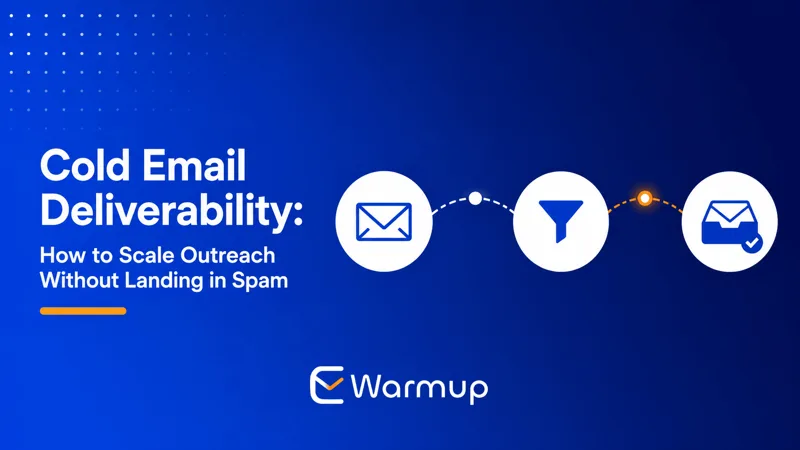 Cold Email
Deliverability:
How to Scale Outreach
Without Landing in Spam
Warmup